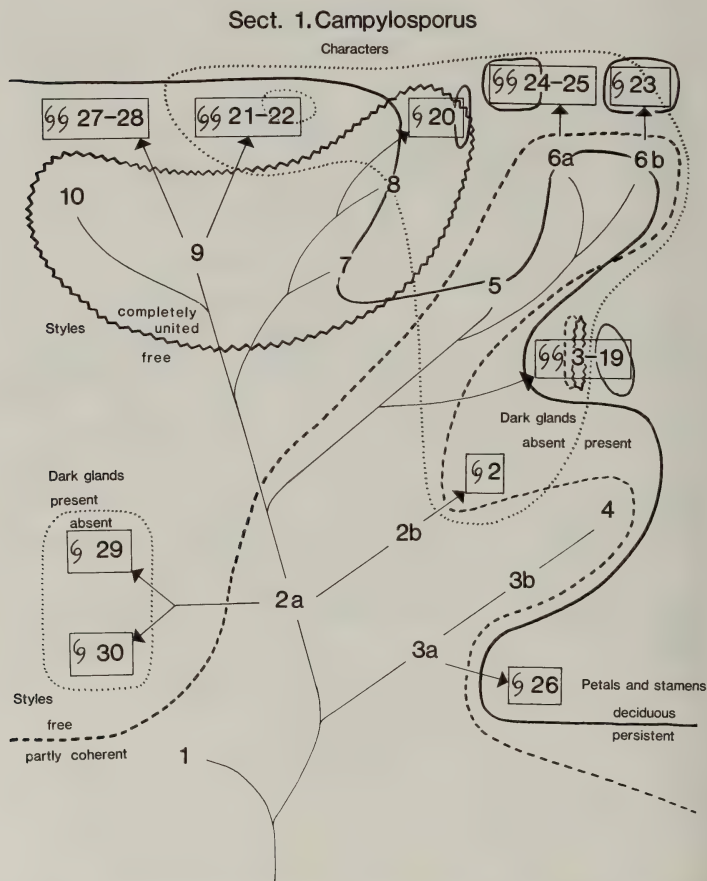 Sect. 1. Campylosporus
Characters
§§ 27–28
§§ 21–22
§ 20
§§ 24–25
§ 23
6a
6b
10
8
9
7
5
Styles
completely
united
free
§§ 3–19
Dark glands
absent present
Dark glands
present
absent
§ 2
4
§ 29
2b
3b
2a
§ 30
3a
§ 26
Petals and stamens
deciduous
persistent
Styles
free
partly coherent
1